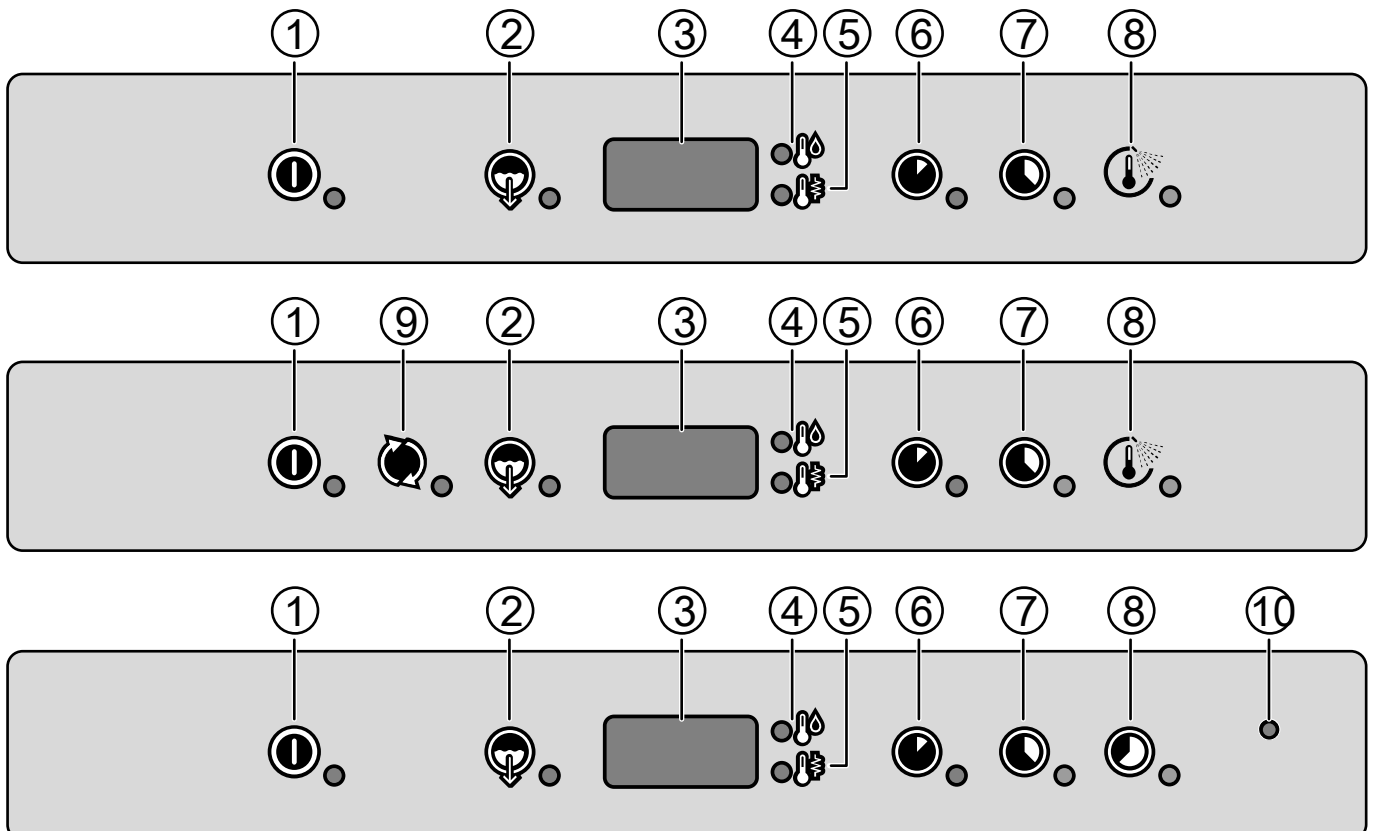 ① ② ③ ④ ⑤ ⑥ ⑦ ⑧
① ⑨ ② ③ ④ ⑤ ⑥ ⑦ ⑧
① ② ③ ④ ⑤ ⑥ ⑦ ⑧ ⑩